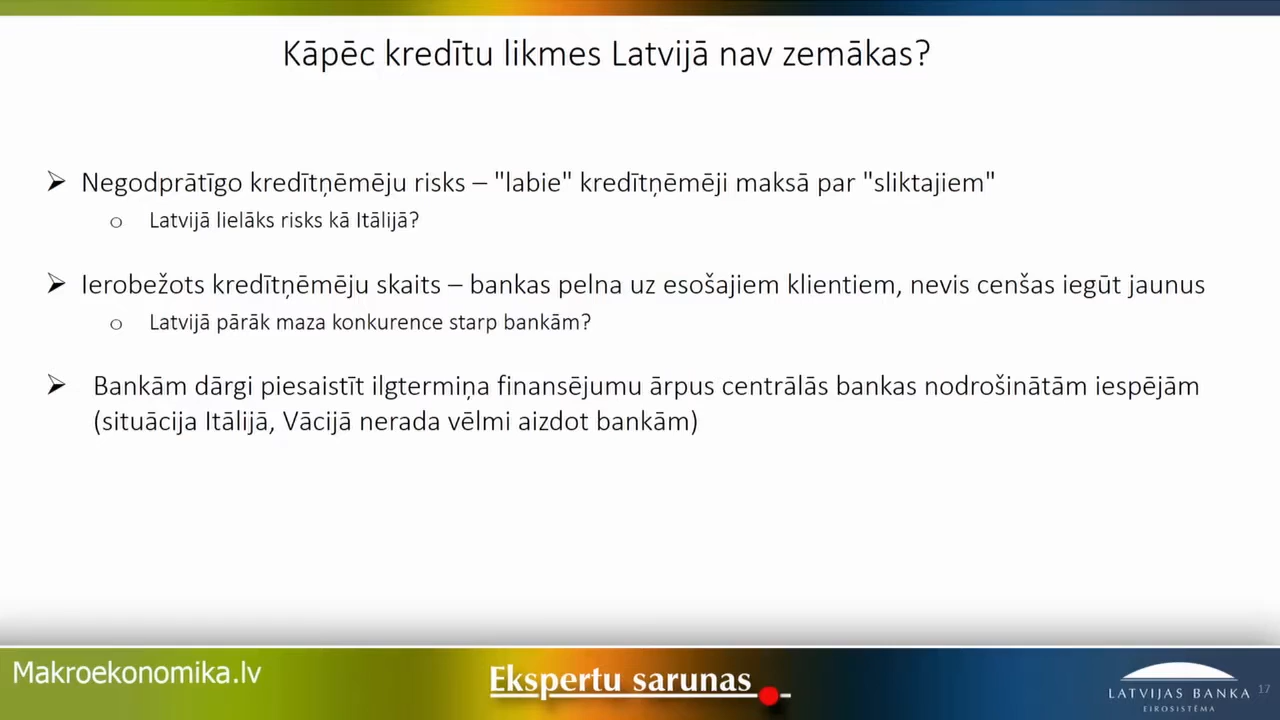 Kāpēc kredītu likmes Latvijā nav zemākas?
Negodprātīgo kredītņēmēju risks – "labie" kredītņēmēji maksā par "sliktajiem"
Latvijā lielāks risks kā Itālijā?
Ierobežots kredītņēmēju skaits – bankas pelna uz esošajiem klientiem, nevis cenšas iegūt jaunus
Latvijā pārāk maza konkurence starp bankām?
Bankām dārgi piesaistīt ilgtermiņa finansējumu ārpus centrālās bankas nodrošinātām iespējām
(situācija Itālijā, Vācijā nerada vēlmi aizdot bankām)
Makroekonomika.lv
Ekspertu sarunas
LATVIJAS BANKA
EIROSISTĒMA
17